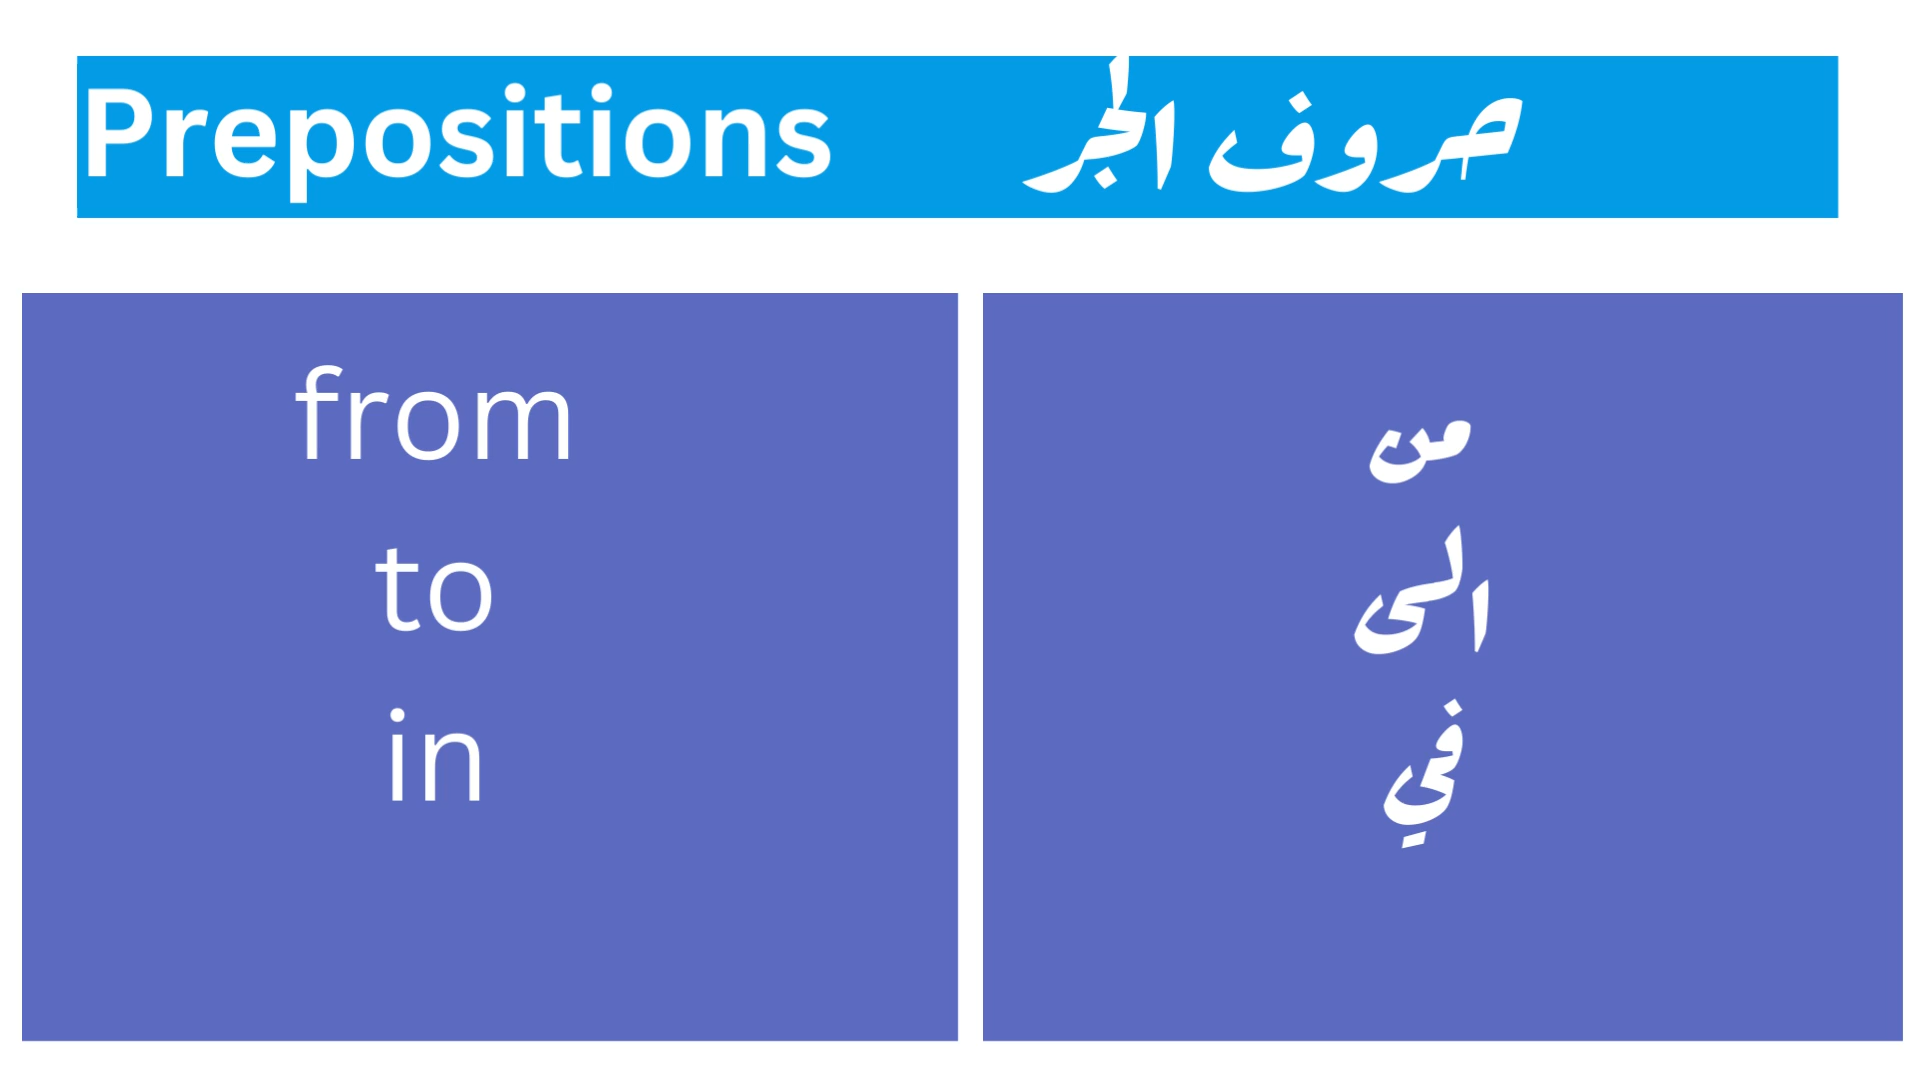 Prepositions حروف الجر
from
to
in
من
الى
في